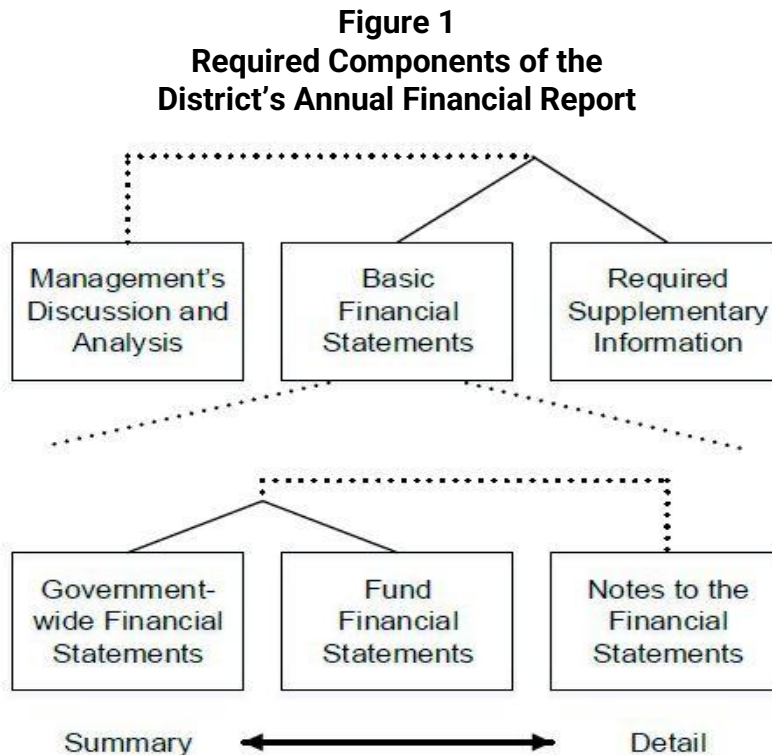 Figure 1
Required Components of the
District’s Annual Financial Report
Management’s
Discussion and
Analysis
Basic
Financial
Statements
Required
Supplementary
Information
Government-
wide Financial
Statements
Fund
Financial
Statements
Notes to the
Financial
Statements
Summary
Detail